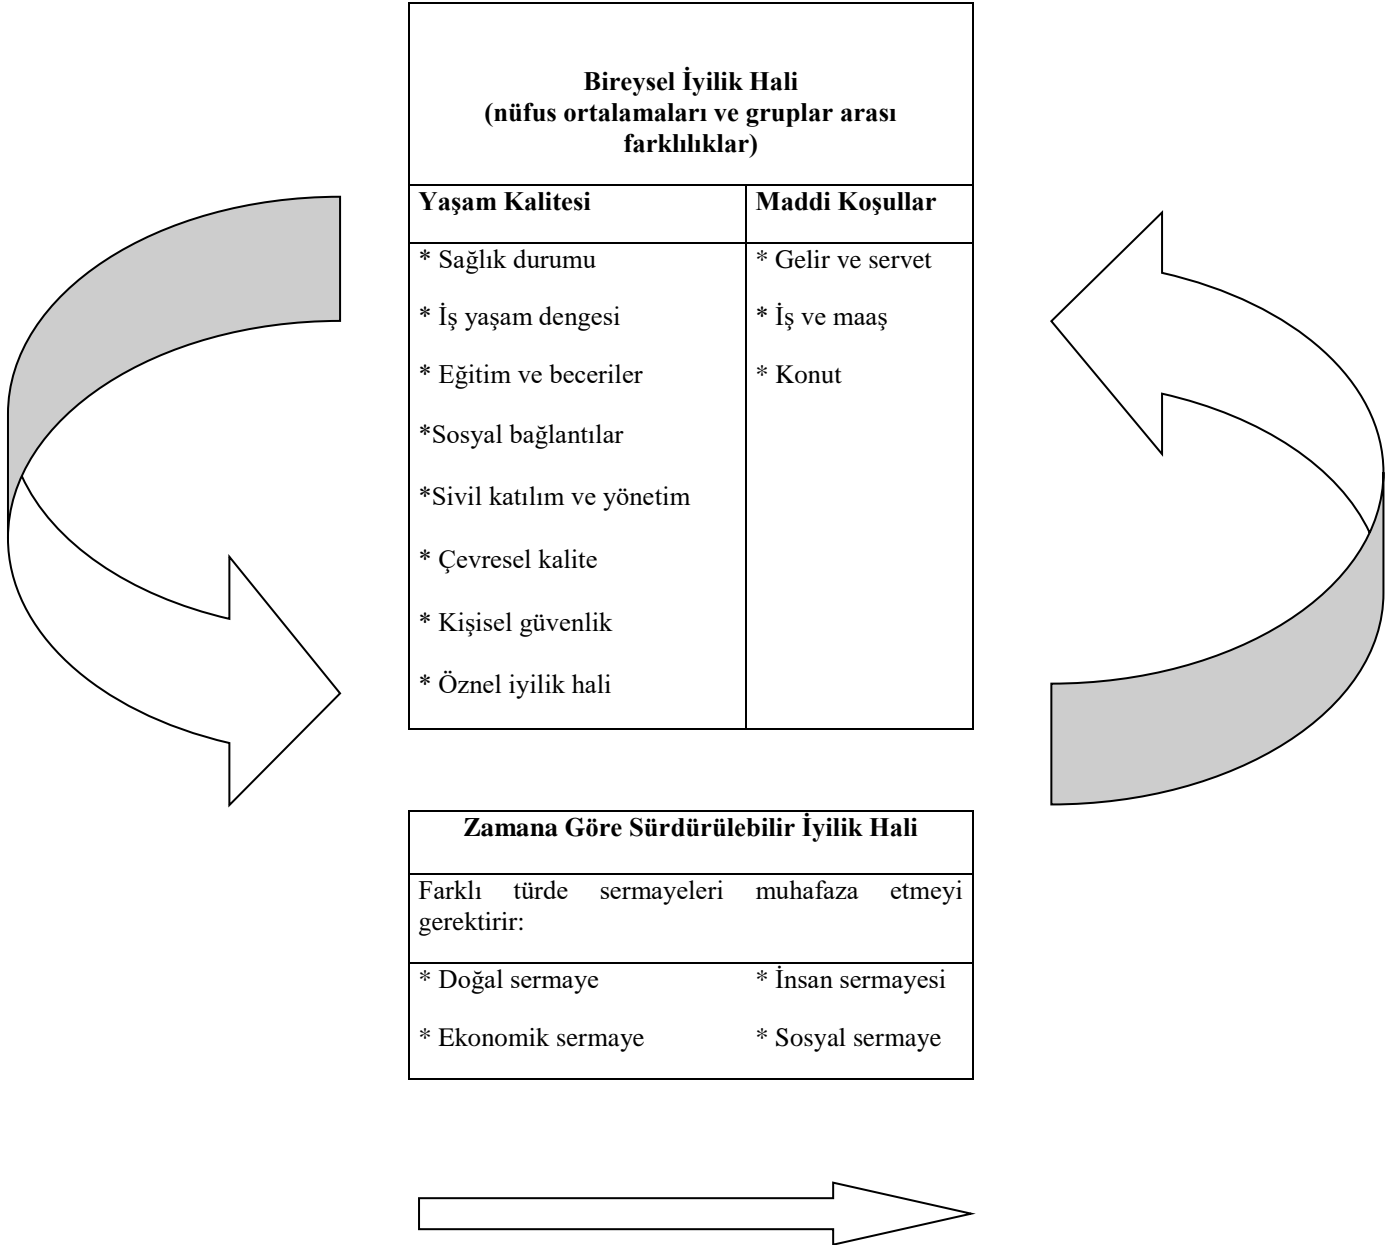 Bireysel İyilik Hali
(nüfus ortalamaları ve gruplar arası
farklılıklar)
Yaşam Kalitesi
Maddi Koşullar
* Sağlık durumu
* İş yaşam dengesi
* Eğitim ve beceriler
*Sosyal bağlantılar
*Sivil katılım ve yönetim
* Çevresel kalite
* Kişisel güvenlik
* Öznel iyilik hali
* Gelir ve servet
* İş ve maaş
* Konut
Zamana Göre Sürdürülebilir İyilik Hali
Farklı türde sermayeleri muhafaza etmeyi
gerektirir:
* Doğal sermaye
* Ekonomik sermaye
* İnsan sermayesi
* Sosyal sermaye